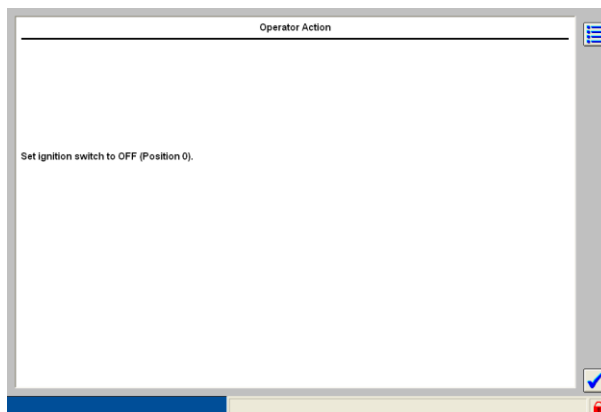 Operator Action
Set ignition switch to OFF (Position 0).